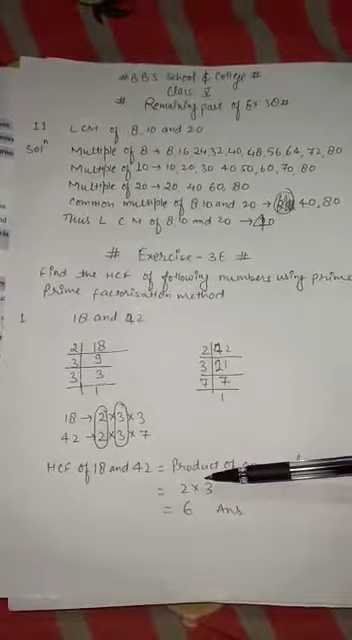 # BBS School & College #
Class V
# Remaining part of Ex 3D #
II LCM of 8, 10 and 20
Solⁿ Multiple of 8 → 8, 16, 24, 32, 40, 48, 56, 64, 72, 80
Multiple of 10 → 10, 20, 30 40 50, 60, 70, 80
Multiple of 20 → 20 40 60, 80
Common multiple of 8 10 and 20 → 40, 80
Thus L C M of 8, 10 and 20 → 40
# Exercise - 3E #
Find the HCF of following numbers using prime
Prime factorisation method
1 18 and 42
2 18 2 42
3 9 3 21
3 3 7 7
1 1
18 → 2 × 3 × 3
42 → 2 × 3 × 7
HCF of 18 and 42 = Product of
= 2 × 3
= 6 Ans